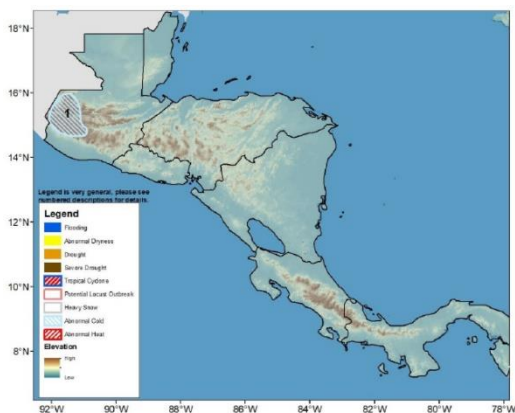 18°N
16°N
14°N
12°N
10°N
8°N
1
Legend is very general, please see
numbered descriptions for details.
Legend
Flooding
Abnormal Dryness
Drought
Severe Drought
Tropical Cyclone
Potential Locust Outbreak
Heavy Snow
Abnormal Cold
Abnormal Heat
Elevation
High
Low
92°W 90°W 88°W 86°W 84°W 82°W 80°W 78°W